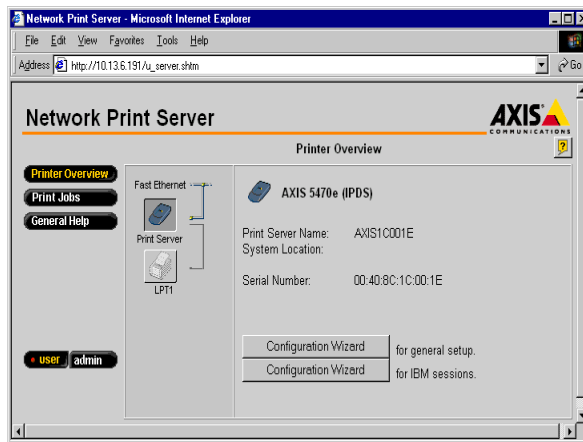 Network Print Server - Microsoft Internet Explorer
File Edit View Favorites Tools Help
Address http://10.13.6.191/u_server.shtm Go
Network Print Server
AXIS
COMMUNICATIONS
Printer Overview
?
Printer Overview
Print Jobs
General Help
user admin
Fast Ethernet
Print Server
LPT1
AXIS 5470e (IPDS)
Print Server Name: AXIS1C001E
System Location:
Serial Number: 00:40:8C:1C:00:1E
Configuration Wizard for general setup.
Configuration Wizard for IBM sessions.